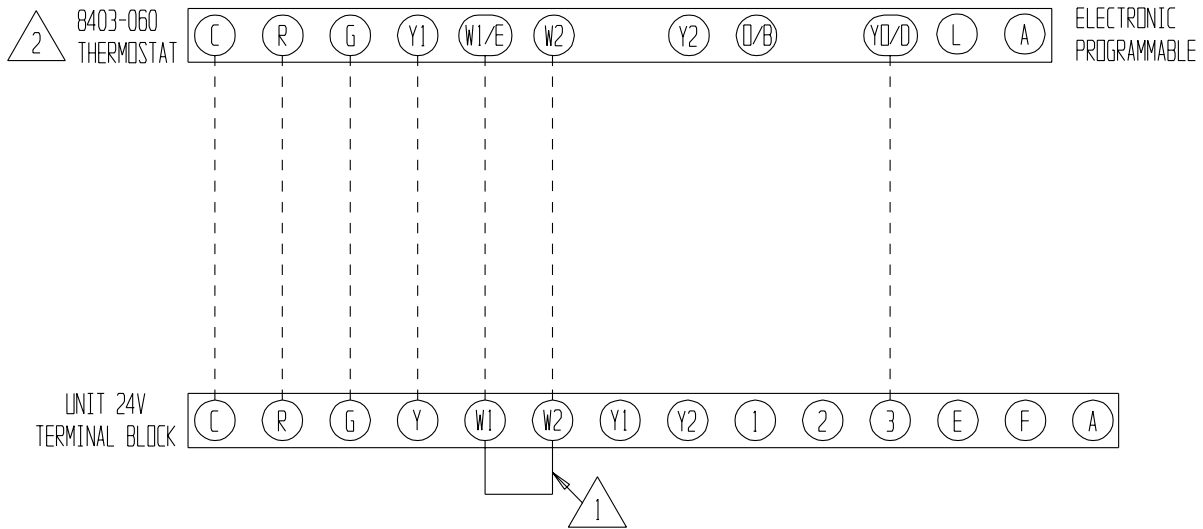 8403-060
THERMOSTAT
2
C R G Y1 W1/E W2 Y2 O/B YO/D L A
ELECTRONIC
PROGRAMMABLE
UNIT 24V
TERMINAL BLOCK
C R G Y W1 W2 Y1 Y2 1 2 3 E F A
1